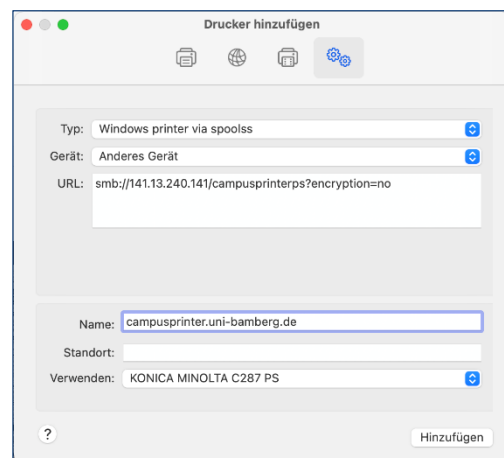 Drucker hinzufügen
Typ: Windows printer via spoolss
Gerät: Anderes Gerät
URL: smb://141.13.240.141/campusprinterps?encryption=no
Name: campusprinter.uni-bamberg.de
Standort:
Verwenden: KONICA MINOLTA C287 PS
?
Hinzufügen